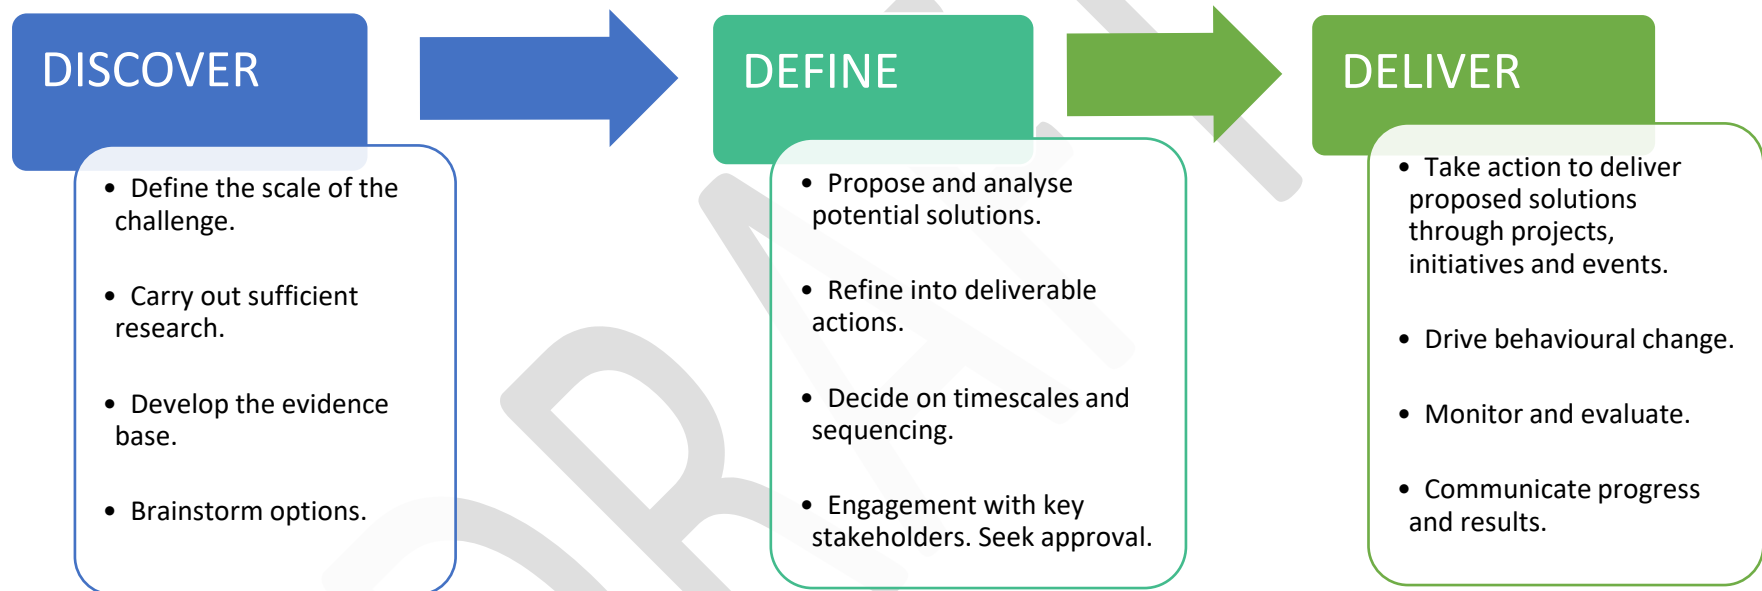 DISCOVER
• Define the scale of the
challenge.
• Carry out sufficient
research.
• Develop the evidence
base.
• Brainstorm options.
DEFINE
• Propose and analyse
potential solutions.
• Refine into deliverable
actions.
• Decide on timescales and
sequencing.
• Engagement with key
stakeholders. Seek approval.
DELIVER
• Take action to deliver
proposed solutions
through projects,
initiatives and events.
• Drive behavioural change.
• Monitor and evaluate.
• Communicate progress
and results.
DRAFT